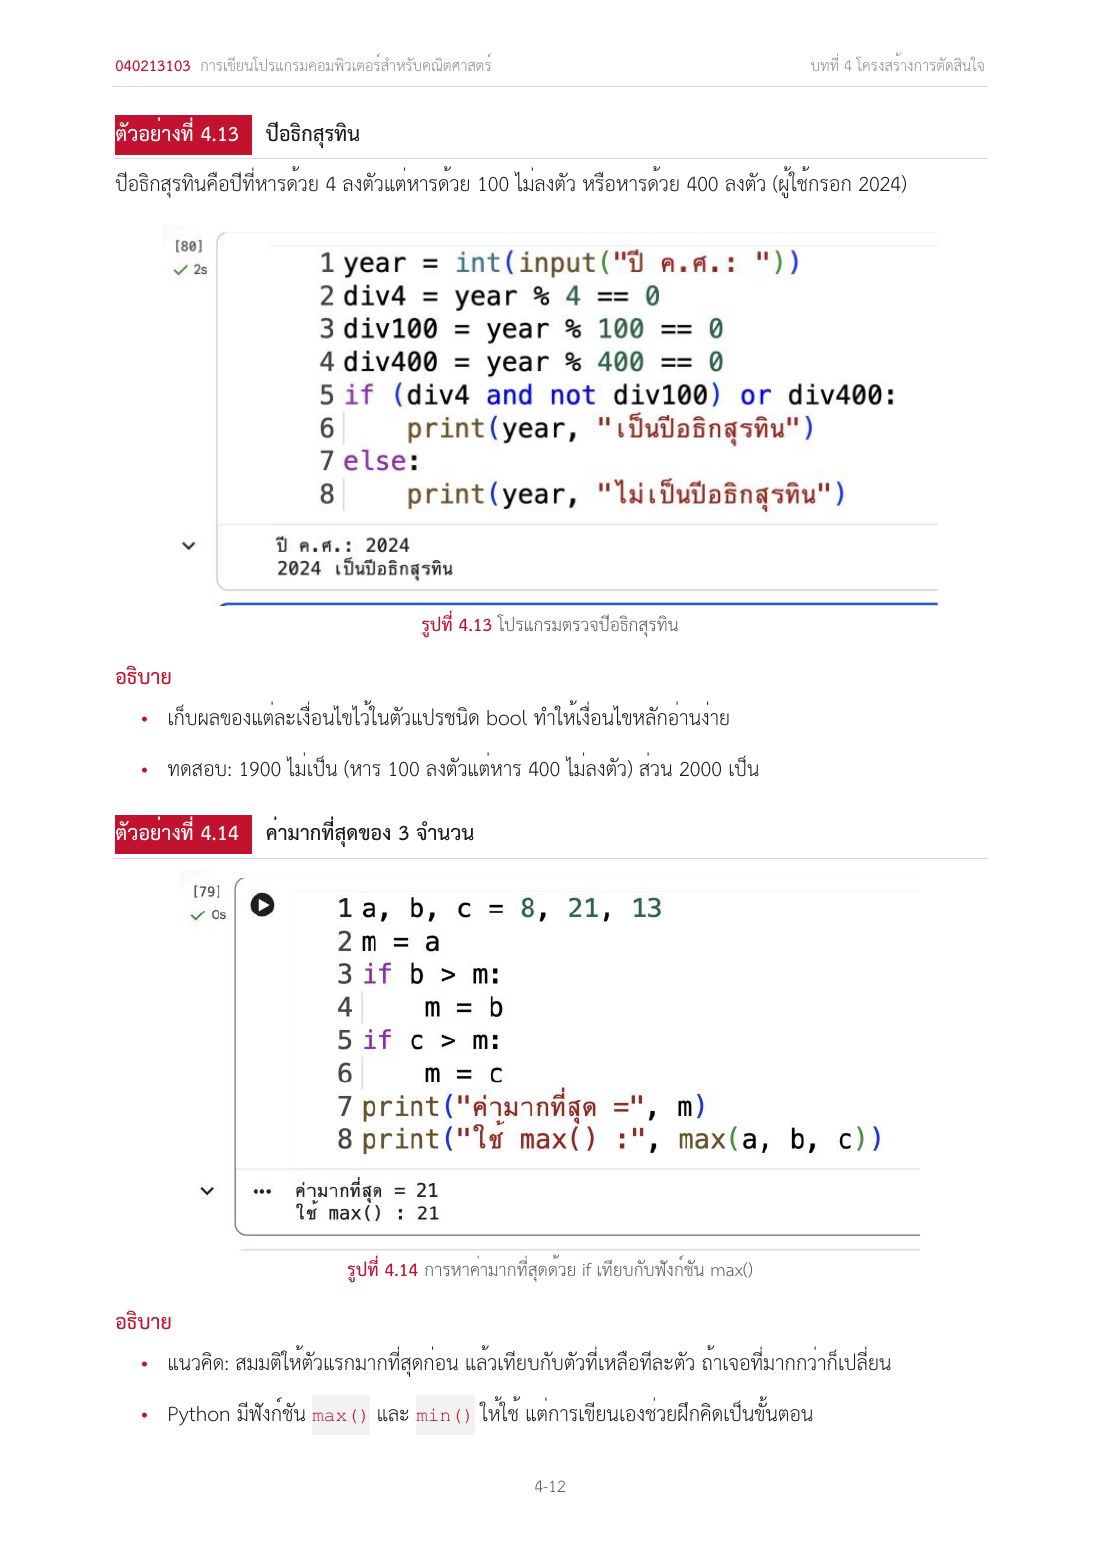 040213103 การเขียนโปรแกรมคอมพิวเตอร์สำหรับคณิตศาสตร์ บทที่ 4 โครงสร้างการตัดสินใจ
ตัวอย่างที่ 4.13 ปีอธิกสุรทิน
ปีอธิกสุรทินคือปีที่หารด้วย 4 ลงตัวแต่หารด้วย 100 ไม่ลงตัว หรือหารด้วย 400 ลงตัว (ผู้ใช้กรอก 2024)
[80]
2s
1 year = int(input("ปี ค.ศ.: "))
2 div4 = year % 4 == 0
3 div100 = year % 100 == 0
4 div400 = year % 400 == 0
5 if (div4 and not div100) or div400:
6     print(year, "เป็นปีอธิกสุรทิน")
7 else:
8     print(year, "ไม่เป็นปีอธิกสุรทิน")
ปี ค.ศ.: 2024
2024 เป็นปีอธิกสุรทิน
รูปที่ 4.13 โปรแกรมตรวจปีอธิกสุรทิน
อธิบาย
• เก็บผลของแต่ละเงื่อนไขไว้ในตัวแปรชนิด bool ทำให้เงื่อนไขหลักอ่านง่าย
• ทดสอบ: 1900 ไม่เป็น (หาร 100 ลงตัวแต่หาร 400 ไม่ลงตัว) ส่วน 2000 เป็น
ตัวอย่างที่ 4.14 ค่ามากที่สุดของ 3 จำนวน
[79]
0s
1 a, b, c = 8, 21, 13
2 m = a
3 if b > m:
4     m = b
5 if c > m:
6     m = c
7 print("ค่ามากที่สุด =", m)
8 print("ใช้ max() :", max(a, b, c))
ค่ามากที่สุด = 21
ใช้ max() : 21
รูปที่ 4.14 การหาค่ามากที่สุดด้วย if เทียบกับฟังก์ชัน max()
อธิบาย
• แนวคิด: สมมติให้ตัวแรกมากที่สุดก่อน แล้วเทียบกับตัวที่เหลือทีละตัว ถ้าเจอที่มากกว่าก็เปลี่ยน
• Python มีฟังก์ชัน max() และ min() ให้ใช้ แต่การเขียนเองช่วยฝึกคิดเป็นขั้นตอน
4-12